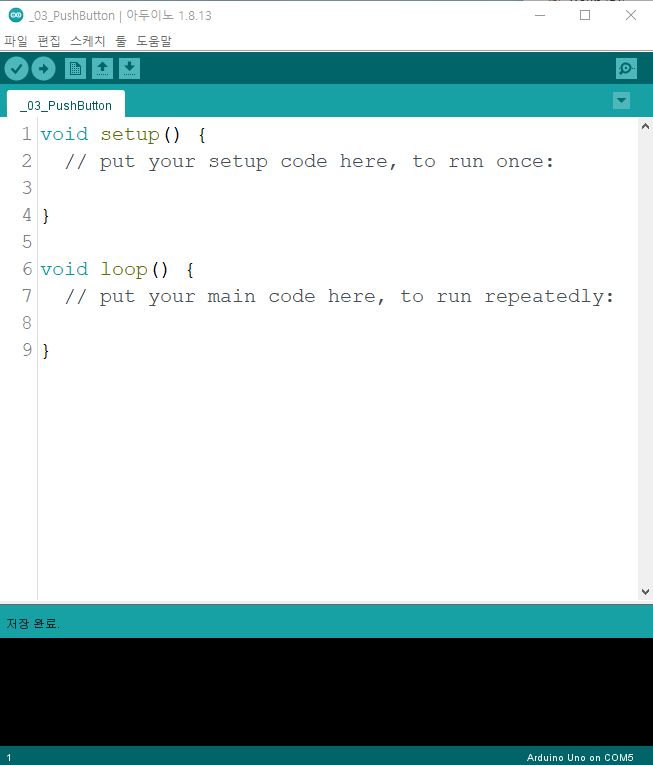 _03_PushButton | 아두이노 1.8.13
파일 편집 스케치 툴 도움말
_03_PushButton
1 void setup() {
2   // put your setup code here, to run once:
3
4 }
5
6 void loop() {
7   // put your main code here, to run repeatedly:
8
9 }
저장 완료.
1 Arduino Uno on COM5